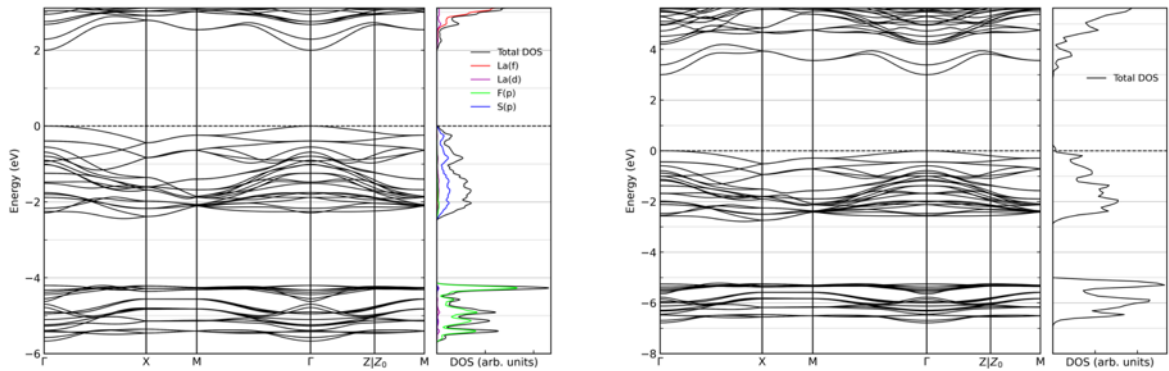 2
0
−2
−4
−6
Energy (eV)
Γ X M Γ Z|Z₀ M
DOS (arb. units)
Total DOS
La(f)
La(d)
F(p)
S(p)
4
2
0
−2
−4
−6
−8
Energy (eV)
Γ X M Γ Z|Z₀ M
DOS (arb. units)
Total DOS